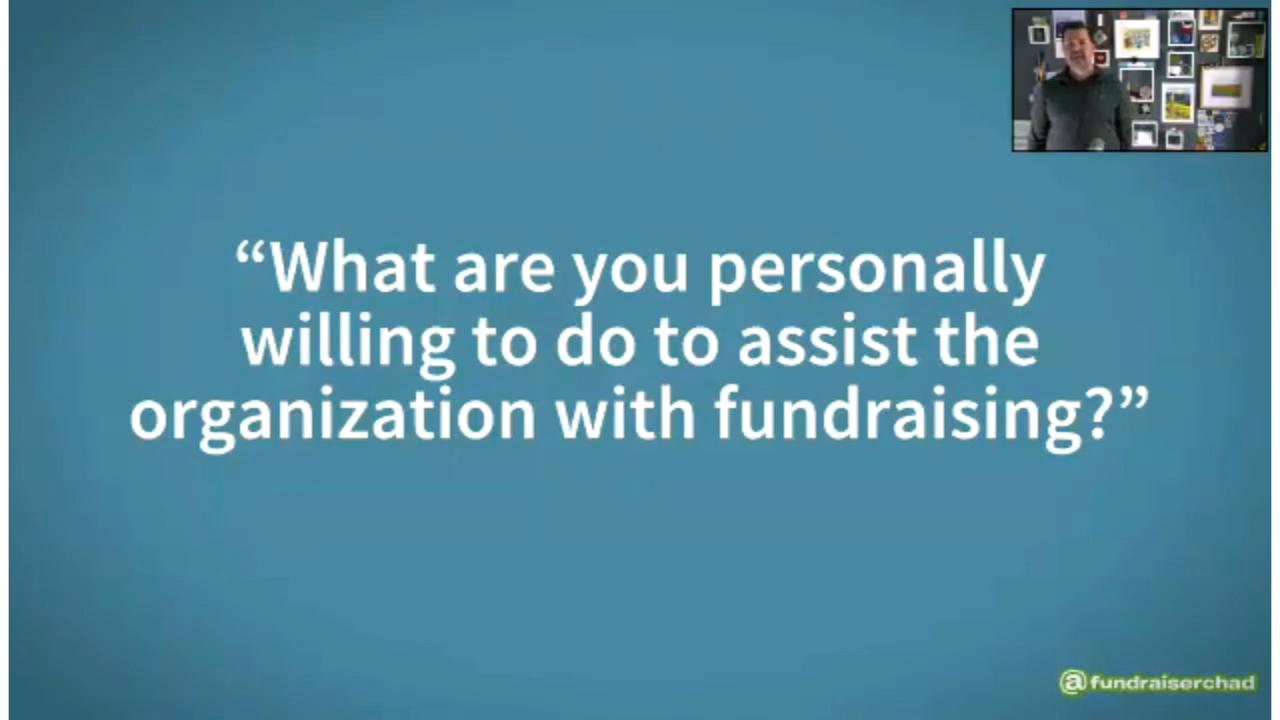 “What are you personally
willing to do to assist the
organization with fundraising?”
@fundraiserchad